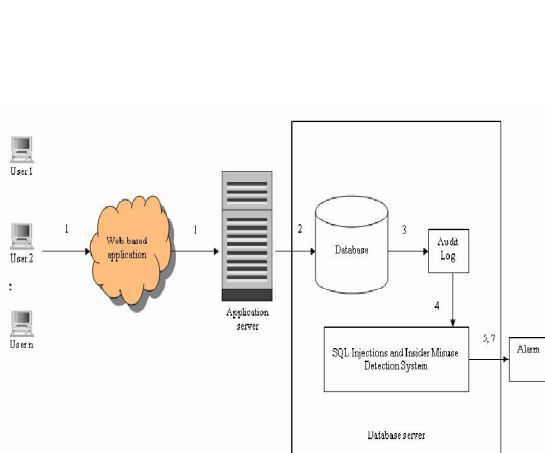 User 1
1
User 2
:
User n
Web based
application
1
Application
server
2
Database
3
Audit
Log
4
SQL Injections and Insider Misuse
Detection System
5, 7
Alarm
Database server